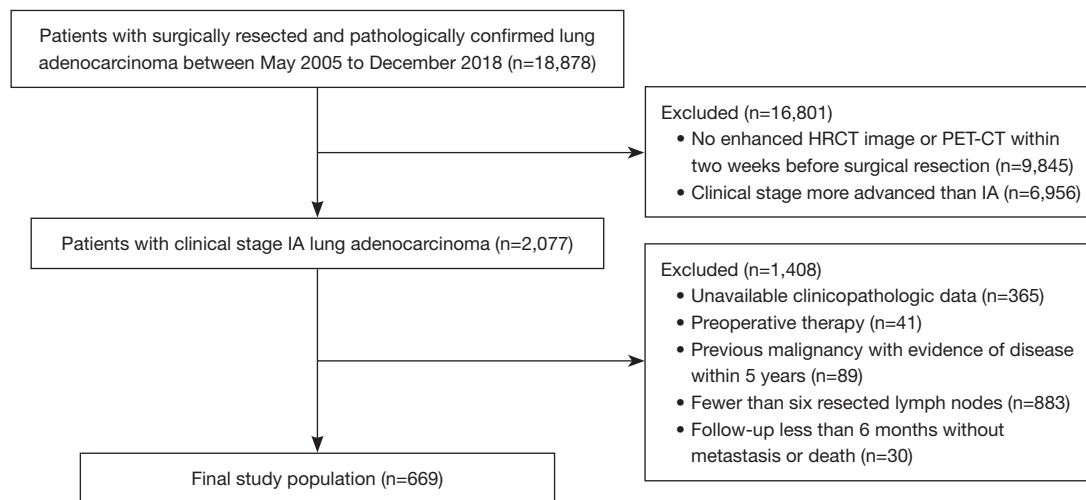 Patients with surgically resected and pathologically confirmed lung
adenocarcinoma between May 2005 to December 2018 (n=18,878)
Excluded (n=16,801)
• No enhanced HRCT image or PET-CT within
two weeks before surgical resection (n=9,845)
• Clinical stage more advanced than IA (n=6,956)
Patients with clinical stage IA lung adenocarcinoma (n=2,077)
Excluded (n=1,408)
• Unavailable clinicopathologic data (n=365)
• Preoperative therapy (n=41)
• Previous malignancy with evidence of disease
within 5 years (n=89)
• Fewer than six resected lymph nodes (n=883)
• Follow-up less than 6 months without
metastasis or death (n=30)
Final study population (n=669)